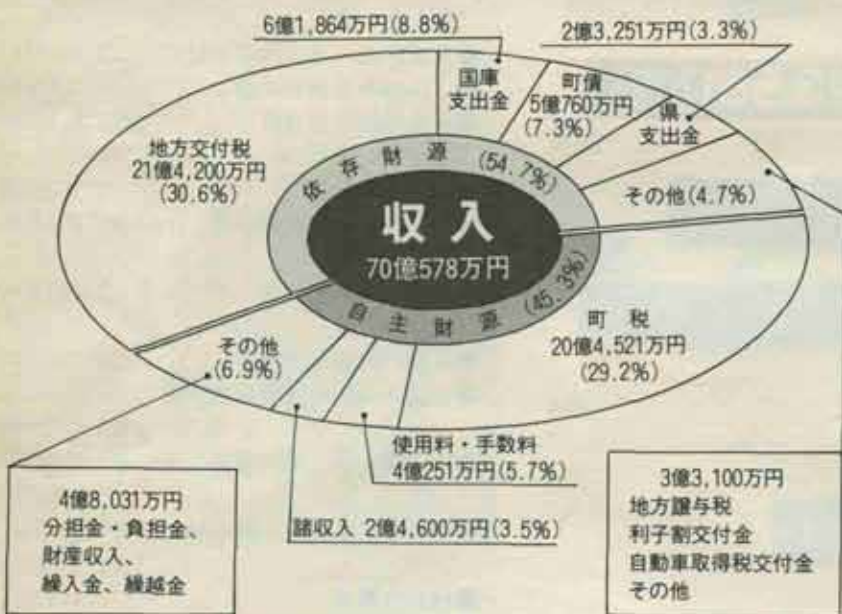 6億1,864万円(8.8%)
2億3,251万円(3.3%)
国庫
支出金
町債
5億760万円
(7.3%)
県
支出金
地方交付税
21億4,200万円
(30.6%)
依存財源 (54.7%)
その他(4.7%)
収入
70億578万円
自主財源 (45.3%)
町税
20億4,521万円
(29.2%)
その他
(6.9%)
使用料・手数料
4億251万円(5.7%)
諸収入 2億4,600万円(3.5%)
4億8,031万円
分担金・負担金、
財産収入、
繰入金、繰越金
3億3,100万円
地方譲与税
利子割交付金
自動車取得税交付金
その他